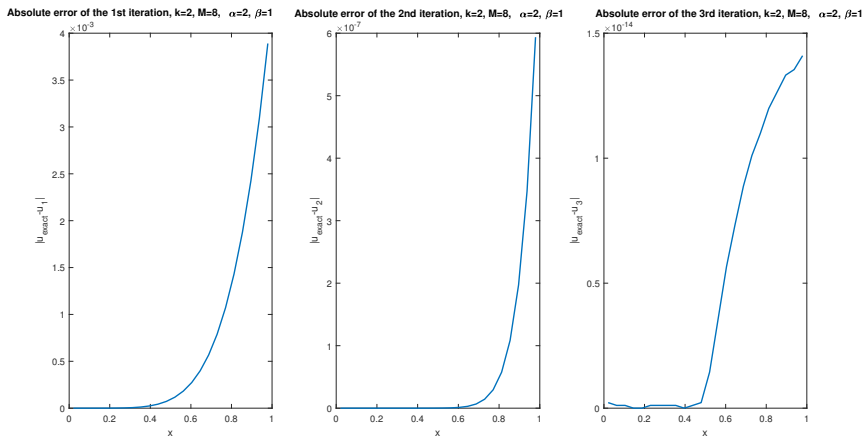 Absolute error of the 1st iteration, k=2, M=8, α=2, β=1
×10⁻³
4
3.5
3
2.5
2
1.5
1
0.5
0
0 0.2 0.4 0.6 0.8 1
x
|u_exact-u_1|
Absolute error of the 2nd iteration, k=2, M=8, α=2, β=1
×10⁻⁷
6
5
4
3
2
1
0
0 0.2 0.4 0.6 0.8 1
x
|u_exact-u_2|
Absolute error of the 3rd iteration, k=2, M=8, α=2, β=1
×10⁻¹⁴
1.5
1
0.5
0
0 0.2 0.4 0.6 0.8 1
x
|u_exact-u_3|